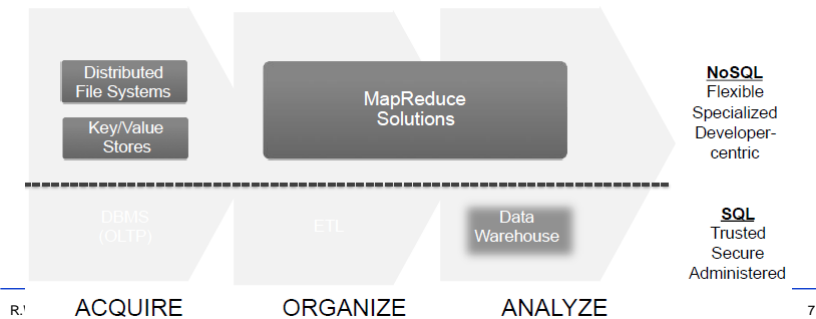 Distributed
File Systems
Key/Value
Stores
MapReduce
Solutions
NoSQL
Flexible
Specialized
Developer-
centric
DBMS
(OLTP)
ETL
Data
Warehouse
SQL
Trusted
Secure
Administered
R.
ACQUIRE
ORGANIZE
ANALYZE
7